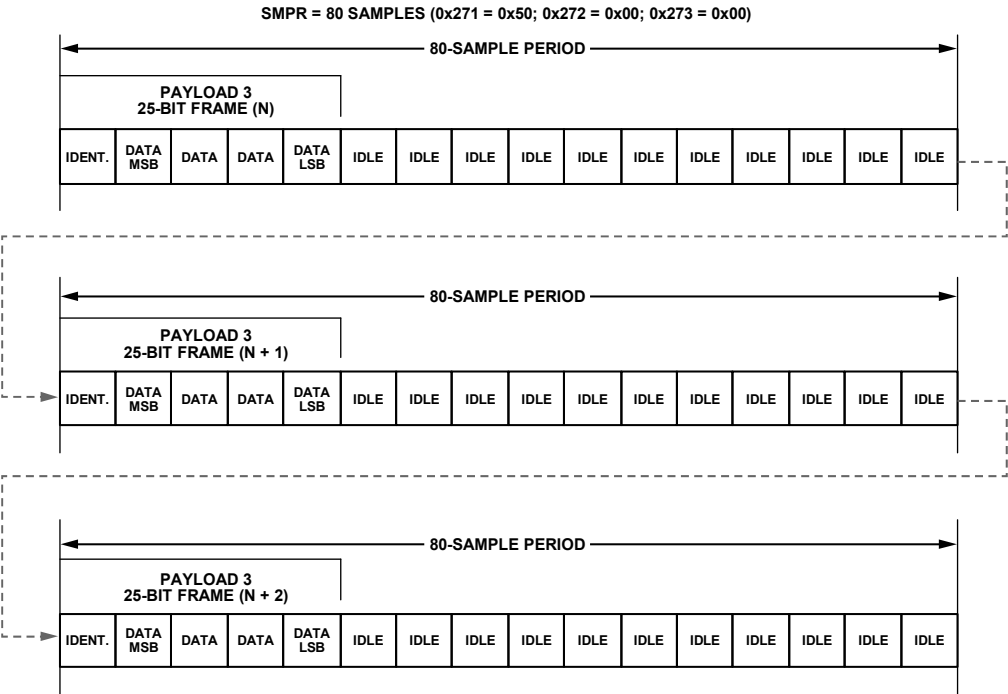 SMPR = 80 SAMPLES (0x271 = 0x50; 0x272 = 0x00; 0x273 = 0x00)
80-SAMPLE PERIOD
PAYLOAD 3
25-BIT FRAME (N)
IDENT. DATA MSB DATA DATA DATA LSB IDLE IDLE IDLE IDLE IDLE IDLE IDLE IDLE IDLE IDLE IDLE
80-SAMPLE PERIOD
PAYLOAD 3
25-BIT FRAME (N + 1)
IDENT. DATA MSB DATA DATA DATA LSB IDLE IDLE IDLE IDLE IDLE IDLE IDLE IDLE IDLE IDLE IDLE
80-SAMPLE PERIOD
PAYLOAD 3
25-BIT FRAME (N + 2)
IDENT. DATA MSB DATA DATA DATA LSB IDLE IDLE IDLE IDLE IDLE IDLE IDLE IDLE IDLE IDLE IDLE